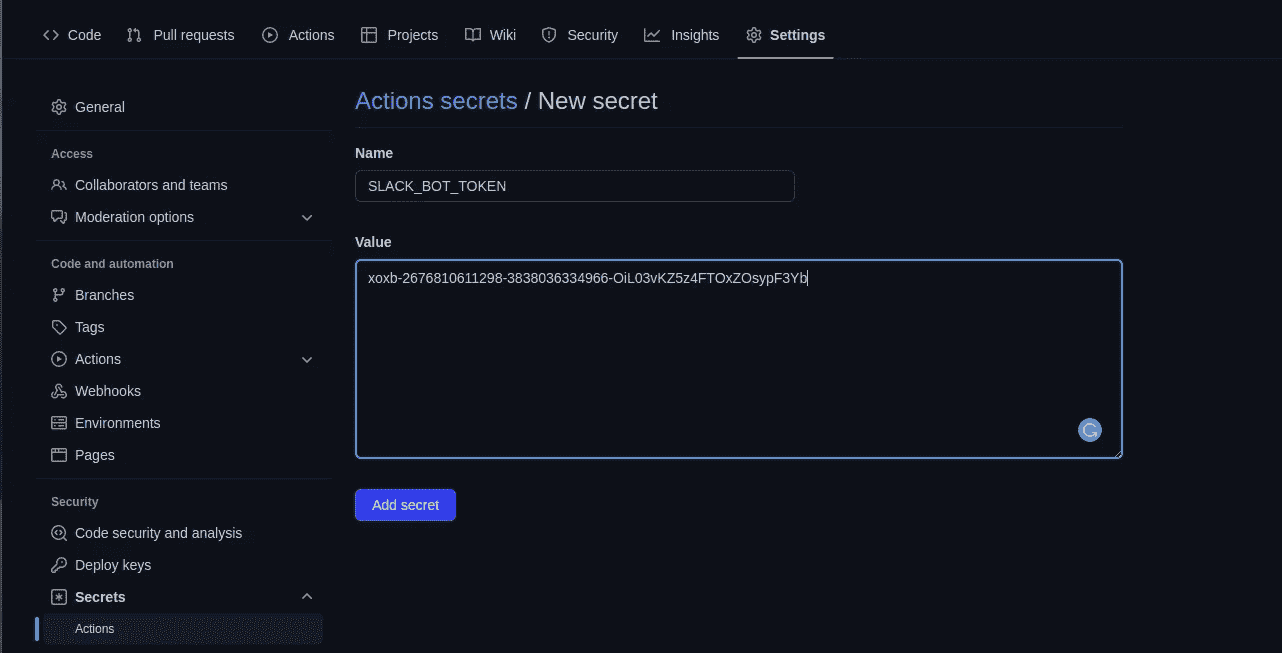 Code
Pull requests
Actions
Projects
Wiki
Security
Insights
Settings
General
Access
Collaborators and teams
Moderation options
Code and automation
Branches
Tags
Actions
Webhooks
Environments
Pages
Security
Code security and analysis
Deploy keys
Secrets
Actions
Actions secrets / New secret
Name
SLACK_BOT_TOKEN
Value
xoxb-2676810611298-3838036334966-OiL03vKZ5z4FTOxZOsypF3Yb
Add secret